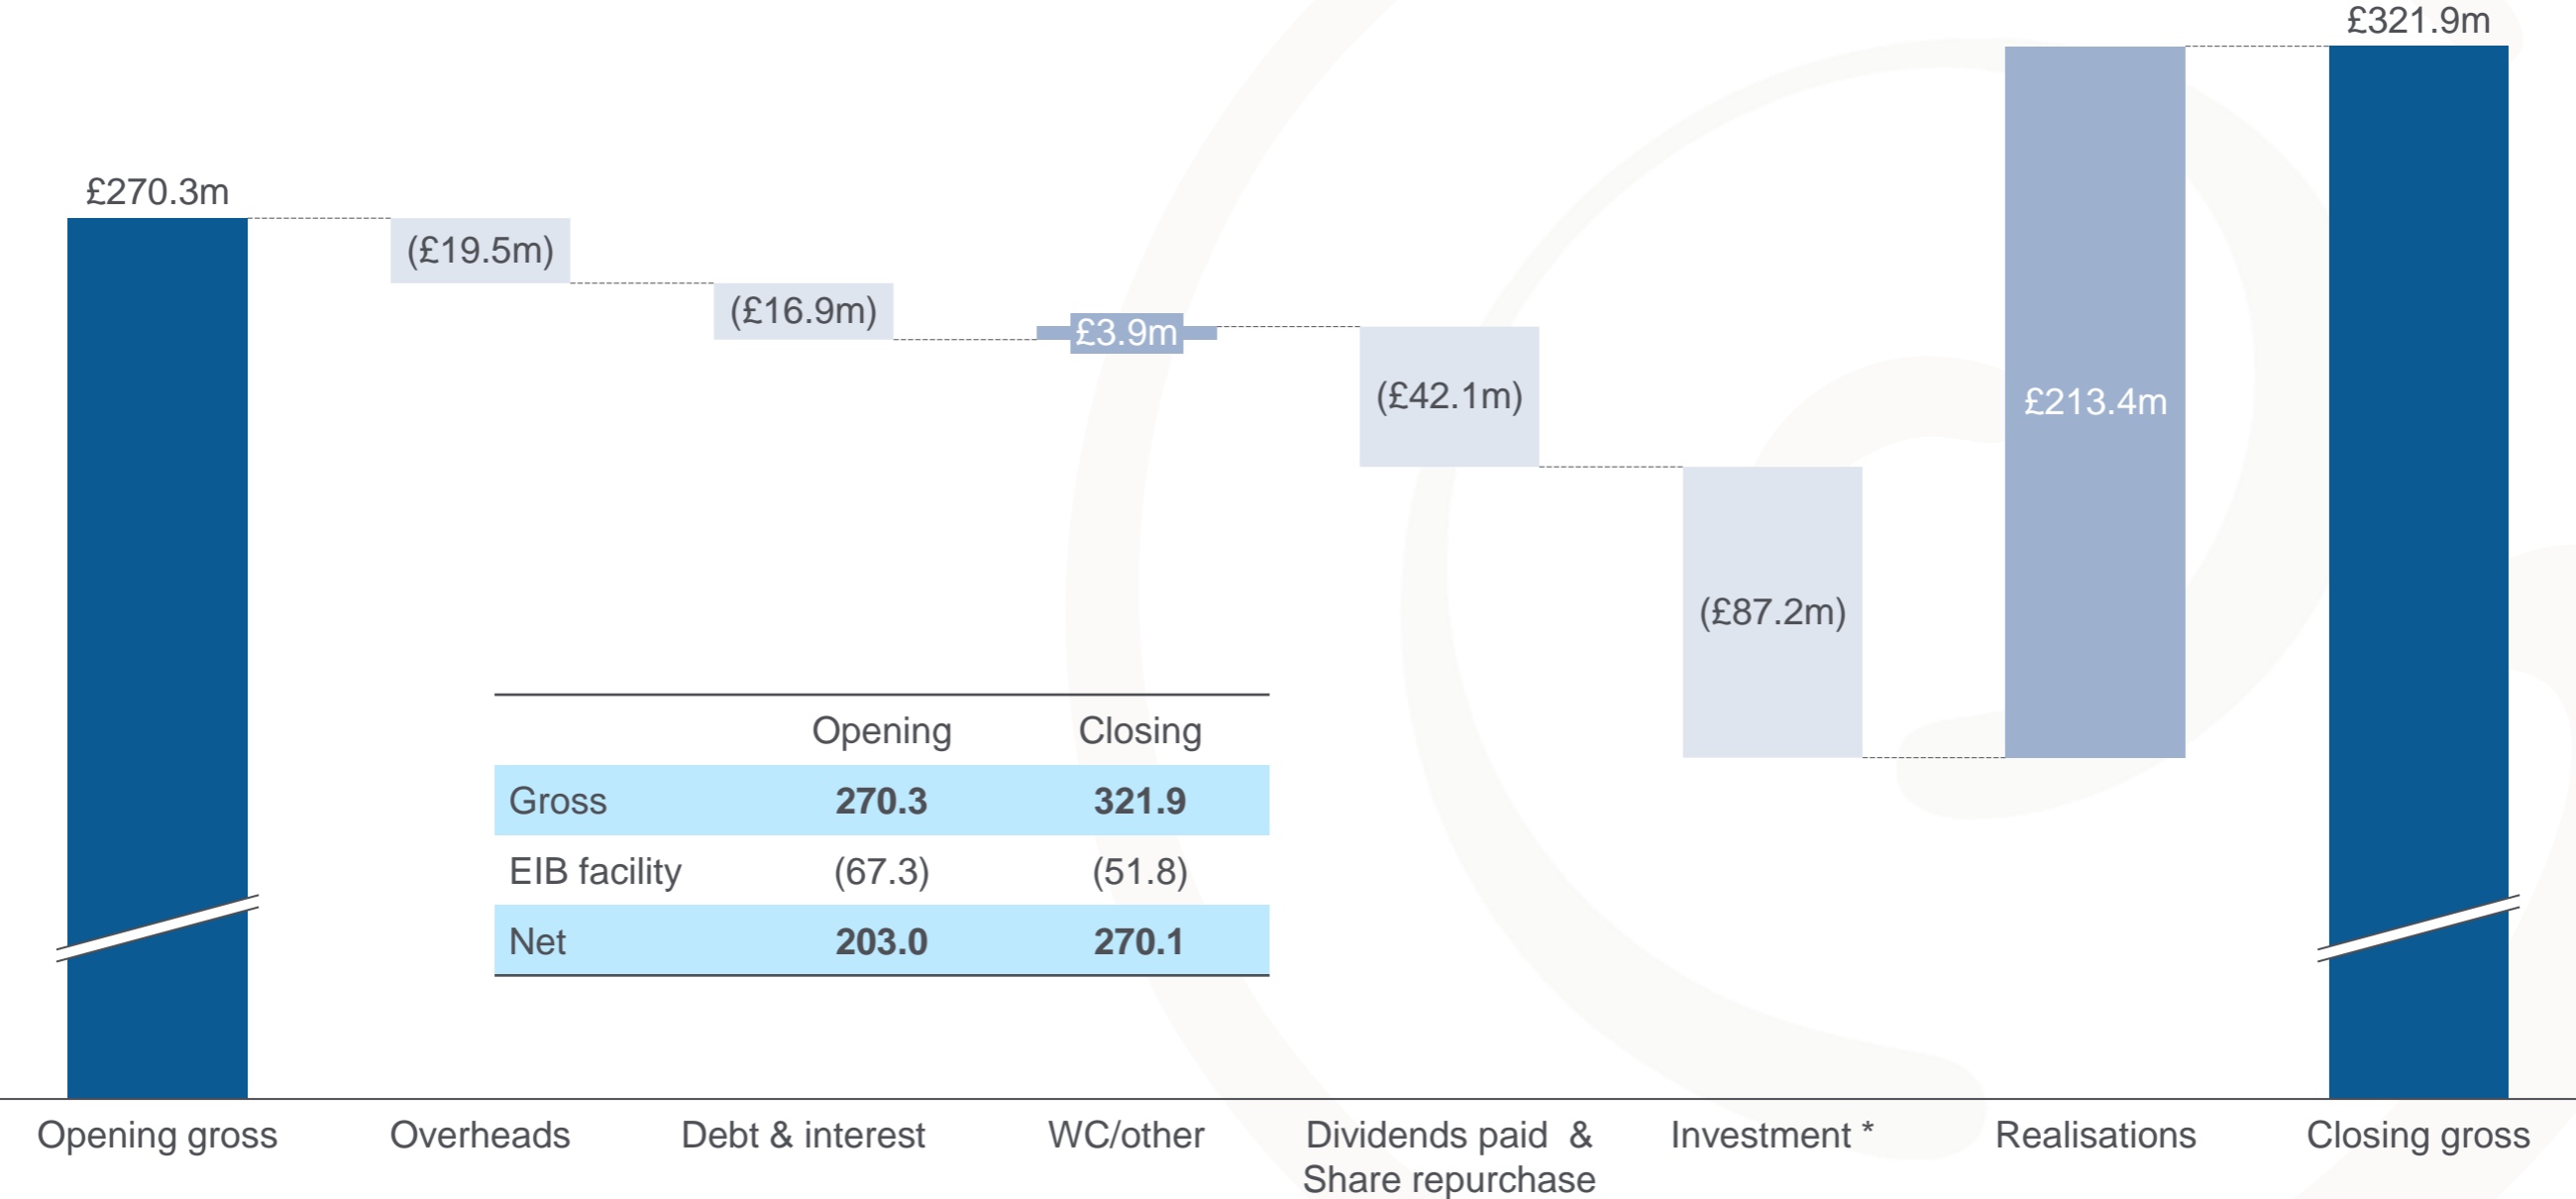 £321.9m
£270.3m
(£19.5m)
(£16.9m)
£3.9m
(£42.1m)
£213.4m
(£87.2m)
Opening Closing
Gross 270.3 321.9
EIB facility (67.3) (51.8)
Net 203.0 270.1
Opening gross
Overheads
Debt & interest
WC/other
Dividends paid &
Share repurchase
Investment *
Realisations
Closing gross